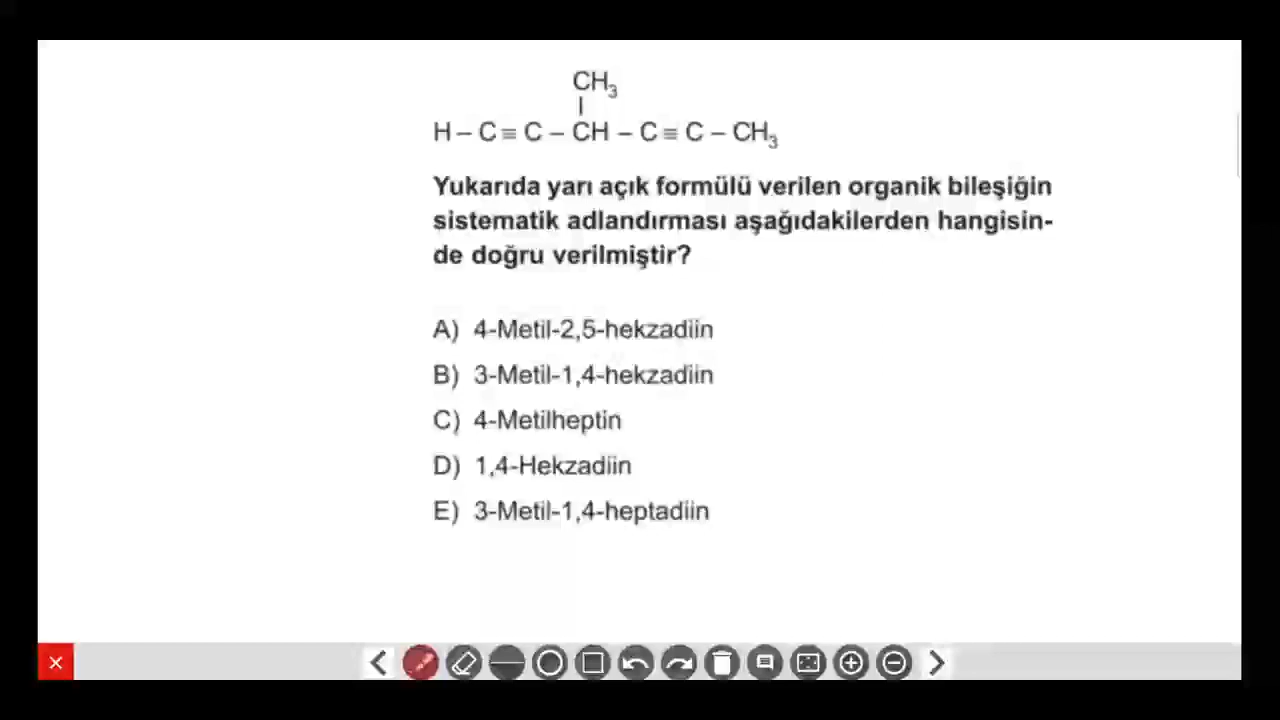 CH₃
H – C ≡ C – CH – C ≡ C – CH₃
Yukarıda yarı açık formülü verilen organik bileşiğin
sistematik adlandırması aşağıdakilerden hangisin-
de doğru verilmiştir?
A) 4-Metil-2,5-hekzadiin
B) 3-Metil-1,4-hekzadiin
C) 4-Metilheptin
D) 1,4-Hekzadiin
E) 3-Metil-1,4-heptadiin